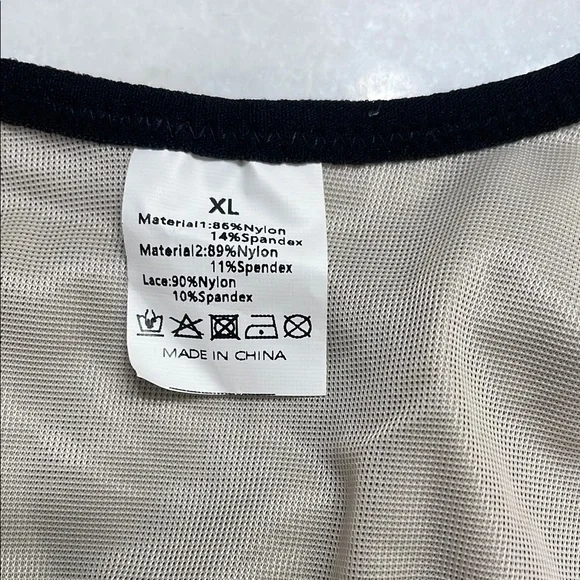 XL
Material1:86%Nylon
14%Spandex
Material2:89%Nylon
11%Spendex
Lace:90%Nylon
10%Spandex
MADE IN CHINA